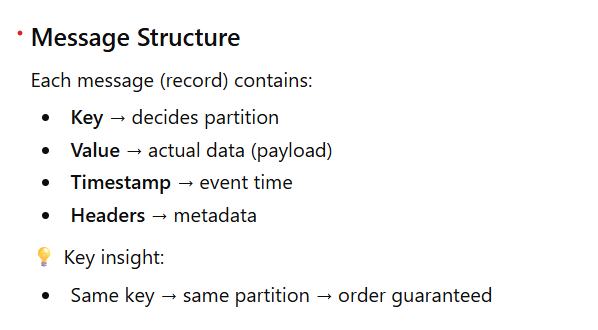 Message Structure
Each message (record) contains:
• Key → decides partition
• Value → actual data (payload)
• Timestamp → event time
• Headers → metadata
💡 Key insight:
• Same key → same partition → order guaranteed